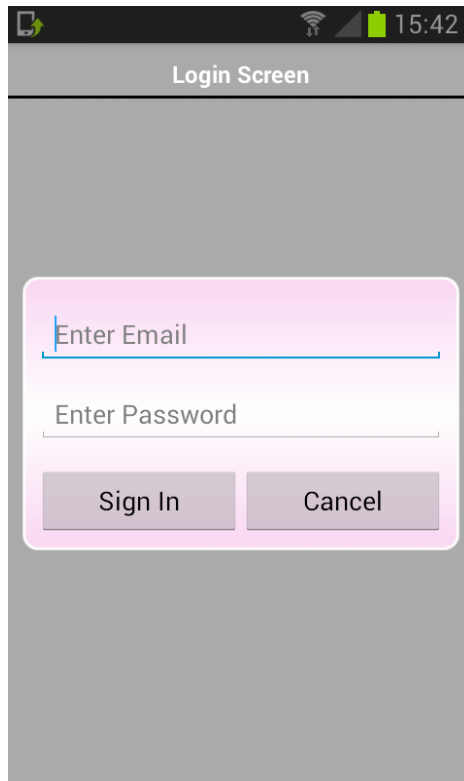 15:42
Login Screen
Enter Email
Enter Password
Sign In Cancel